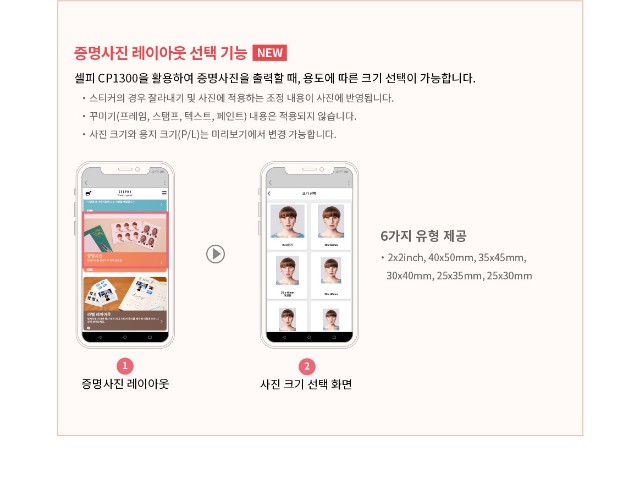 증명사진 레이아웃 선택 기능 NEW
셀피 CP1300을 활용하여 증명사진을 출력할 때, 용도에 따른 크기 선택이 가능합니다.
・스티커의 경우 잘라내기 및 사진에 적용하는 조정 내용이 사진에 반영됩니다.
・꾸미기(프레임, 스탬프, 텍스트, 페인트) 내용은 적용되지 않습니다.
・사진 크기와 용지 크기(P/L)는 미리보기에서 변경 가능합니다.
증명사진
크기 선택
6가지 유형 제공
・2x2inch, 40x50mm, 35x45mm,
30x40mm, 25x35mm, 25x30mm
1
증명사진 레이아웃
2
사진 크기 선택 화면